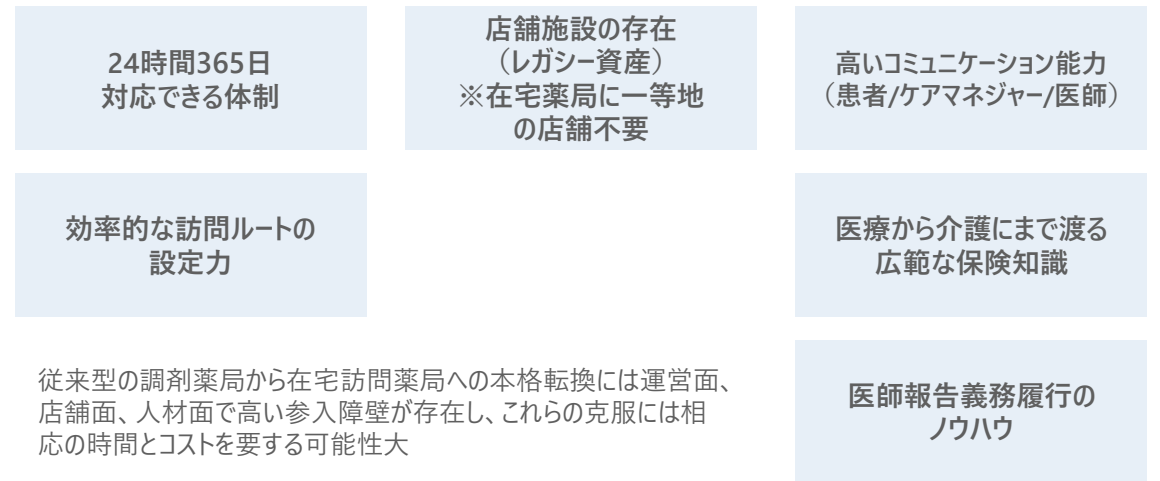 24時間365日
対応できる体制
店舗施設の存在
（レガシー資産）
※在宅薬局に一等地
の店舗不要
高いコミュニケーション能力
（患者/ケアマネジャー/医師）
効率的な訪問ルートの
設定力
医療から介護にまで渡る
広範な保険知識
従来型の調剤薬局から在宅訪問薬局への本格転換には運営面、
店舗面、人材面で高い参入障壁が存在し、これらの克服には相
応の時間とコストを要する可能性大
医師報告義務履行の
ノウハウ